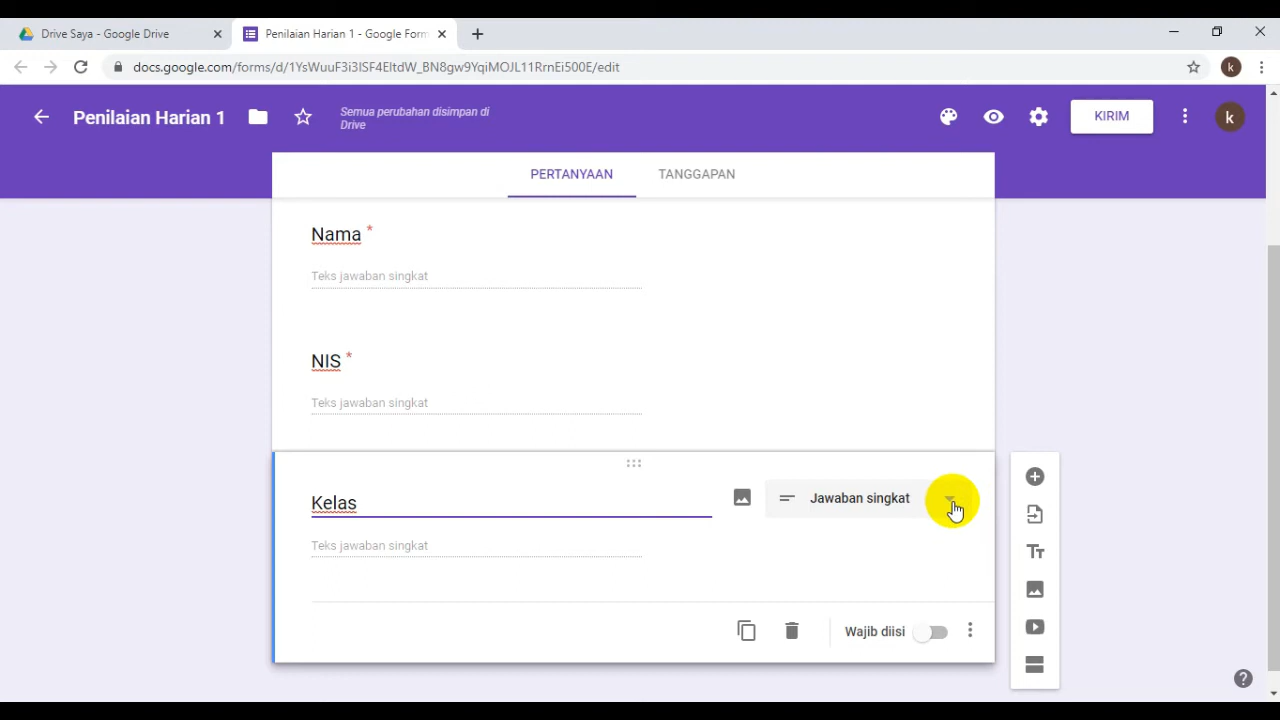 Drive Saya - Google Drive
Penilaian Harian 1 - Google Form
docs.google.com/forms/d/1YsWuuF3i3ISF4EItdW_BN8gw9YqiMOJL11RrnEj500E/edit
k
Penilaian Harian 1
Semua perubahan disimpan di
Drive
KIRIM
k
PERTANYAAN
TANGGAPAN
Nama *
Teks jawaban singkat
NIS *
Teks jawaban singkat
Kelas
Jawaban singkat
Teks jawaban singkat
Wajib diisi